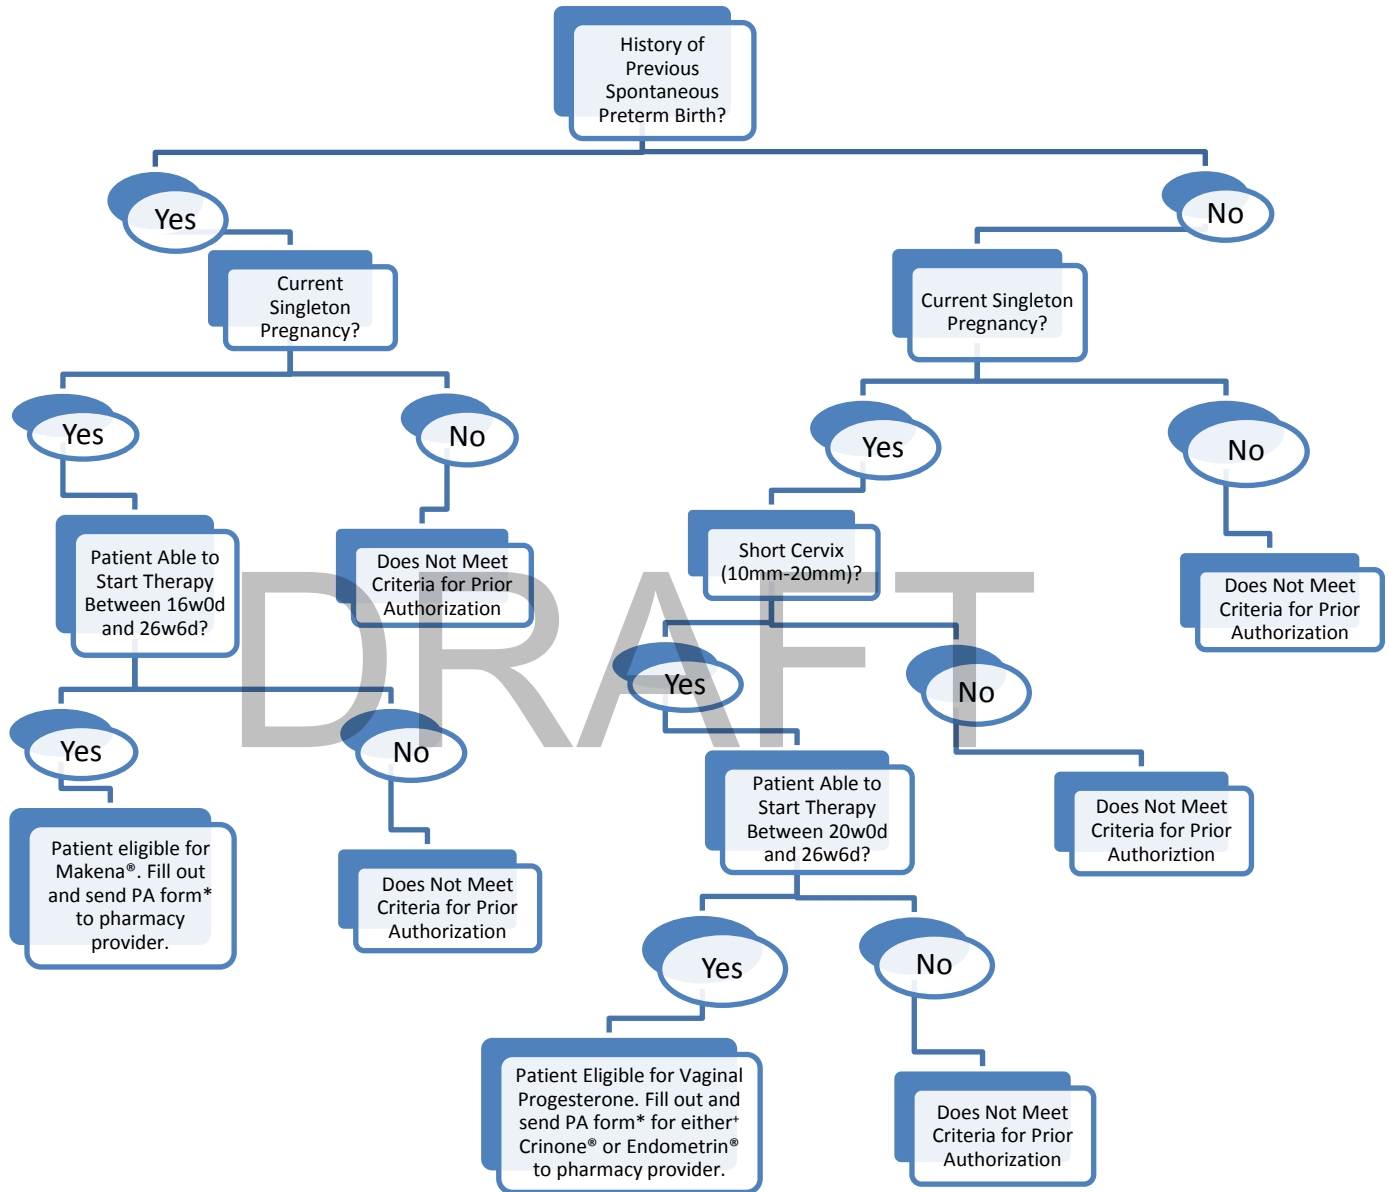 History of
Previous
Spontaneous
Preterm Birth?
Yes
No
Current
Singleton
Pregnancy?
Current Singleton
Pregnancy?
Yes
No
Yes
No
Patient Able to
Start Therapy
Between 16w0d
and 26w6d?
Does Not Meet
Criteria for Prior
Authorization
Short Cervix
(10mm-20mm)?
Does Not Meet
Criteria for Prior
Authorization
DRAFT
Yes
No
Yes
No
Patient eligible for
Makena®. Fill out
and send PA form*
to pharmacy
provider.
Does Not Meet
Criteria for Prior
Authorization
Patient Able to
Start Therapy
Between 20w0d
and 26w6d?
Does Not Meet
Criteria for Prior
Authoriztion
Yes
No
Patient Eligible for Vaginal
Progesterone. Fill out and
send PA form* for either⁺
Crinone® or Endometrin®
to pharmacy provider.
Does Not Meet
Criteria for Prior
Authorization